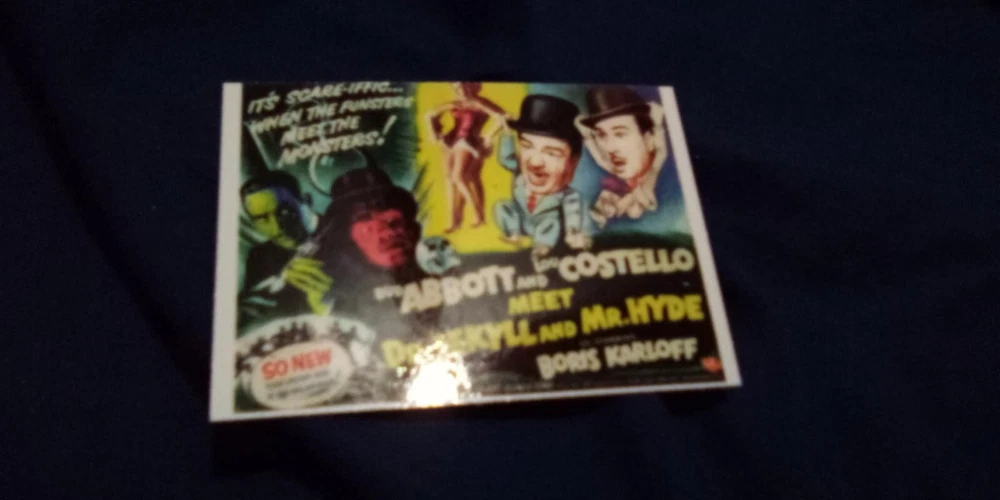 IT'S SCARE-IFFIC...
WHEN THE FUNSTERS
MEET THE
MONSTERS!
ABBOTT AND LOU COSTELLO
MEET
AND MR. HYDE
BORIS KARLOFF
SO NEW